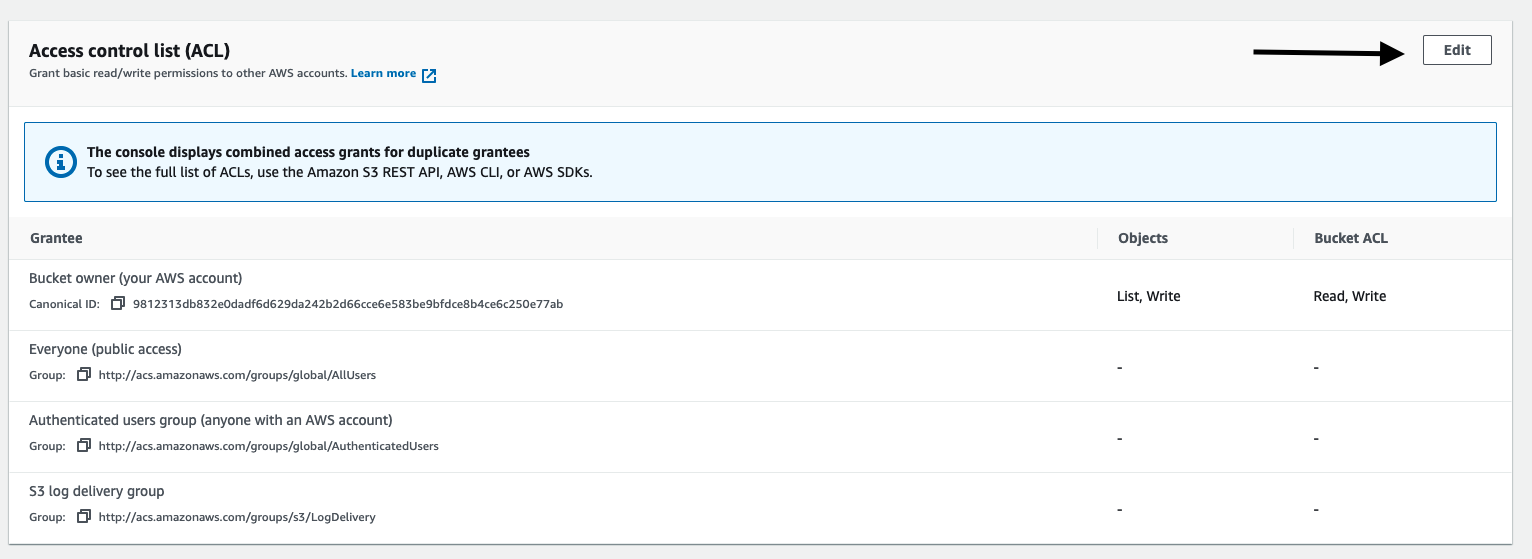 Access control list (ACL)
Edit
Grant basic read/write permissions to other AWS accounts. Learn more
The console displays combined access grants for duplicate grantees
To see the full list of ACLs, use the Amazon S3 REST API, AWS CLI, or AWS SDKs.
Grantee Objects Bucket ACL
Bucket owner (your AWS account)
Canonical ID: 9812313db832e0dadf6d629da242b2d66cce6e583be9bfdce8b4ce6c250e77ab
List, Write Read, Write
Everyone (public access)
Group: http://acs.amazonaws.com/groups/global/AllUsers
- -
Authenticated users group (anyone with an AWS account)
Group: http://acs.amazonaws.com/groups/global/AuthenticatedUsers
- -
S3 log delivery group
Group: http://acs.amazonaws.com/groups/s3/LogDelivery
- -